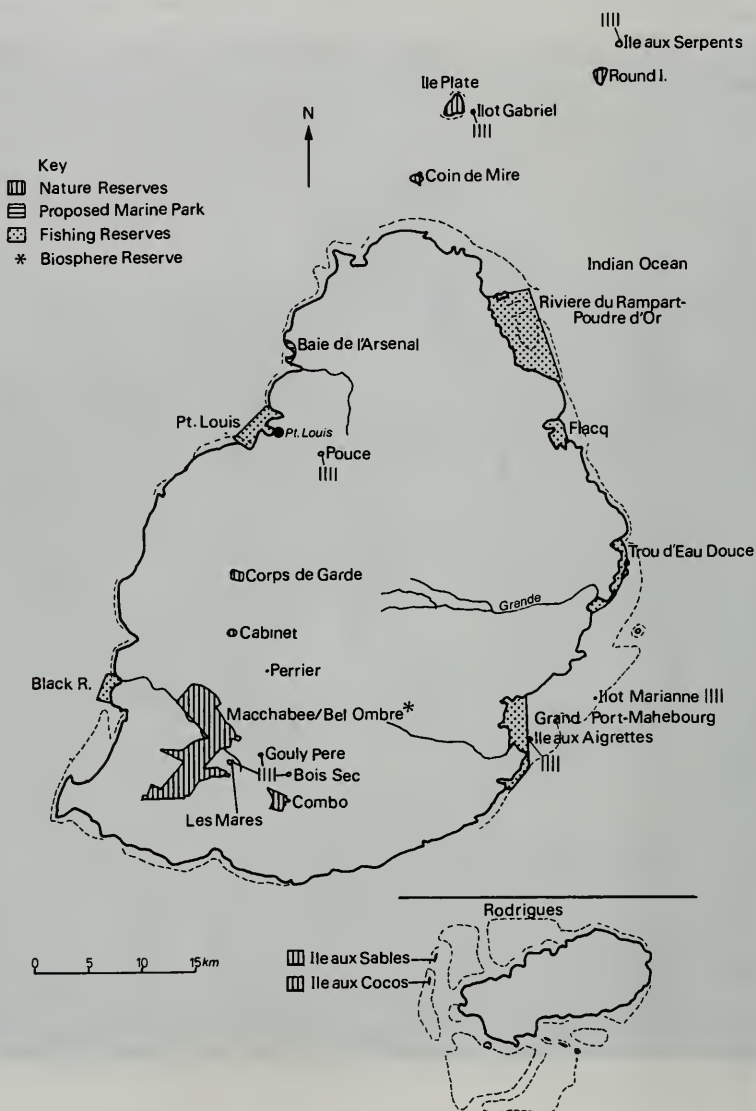 Ile aux Serpents
Round I.
Ile Plate
Ilot Gabriel
N
Coin de Mire
Key
Nature Reserves
Proposed Marine Park
Fishing Reserves
* Biosphere Reserve
Indian Ocean
Riviere du Rampart-
Poudre d'Or
Baie de l'Arsenal
Pt. Louis
Pt. Louis
Flacq
Pouce
Trou d'Eau Douce
Corps de Garde
Grande
Cabinet
Perrier
Black R.
Ilot Marianne
Macchabee/Bel Ombre*
Grand Port-Mahebourg
Ile aux Aigrettes
Gouly Pere
Bois Sec
Combo
Les Mares
Rodrigues
0 5 10 15 km
Ile aux Sables
Ile aux Cocos